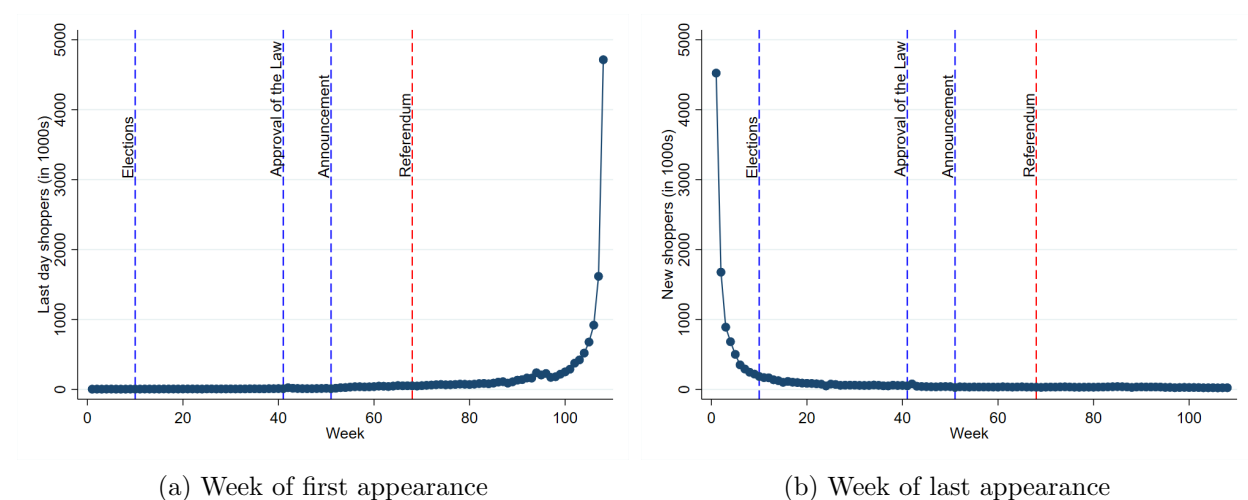 Last day shoppers (in 1000s)
5000
4000
3000
2000
1000
0
Elections
Approval of the Law
Announcement
Referendum
0 20 40 60 80 100
Week
(a) Week of first appearance
New shoppers (in 1000s)
5000
4000
3000
2000
1000
0
Elections
Approval of the Law
Announcement
Referendum
0 20 40 60 80 100
Week
(b) Week of last appearance